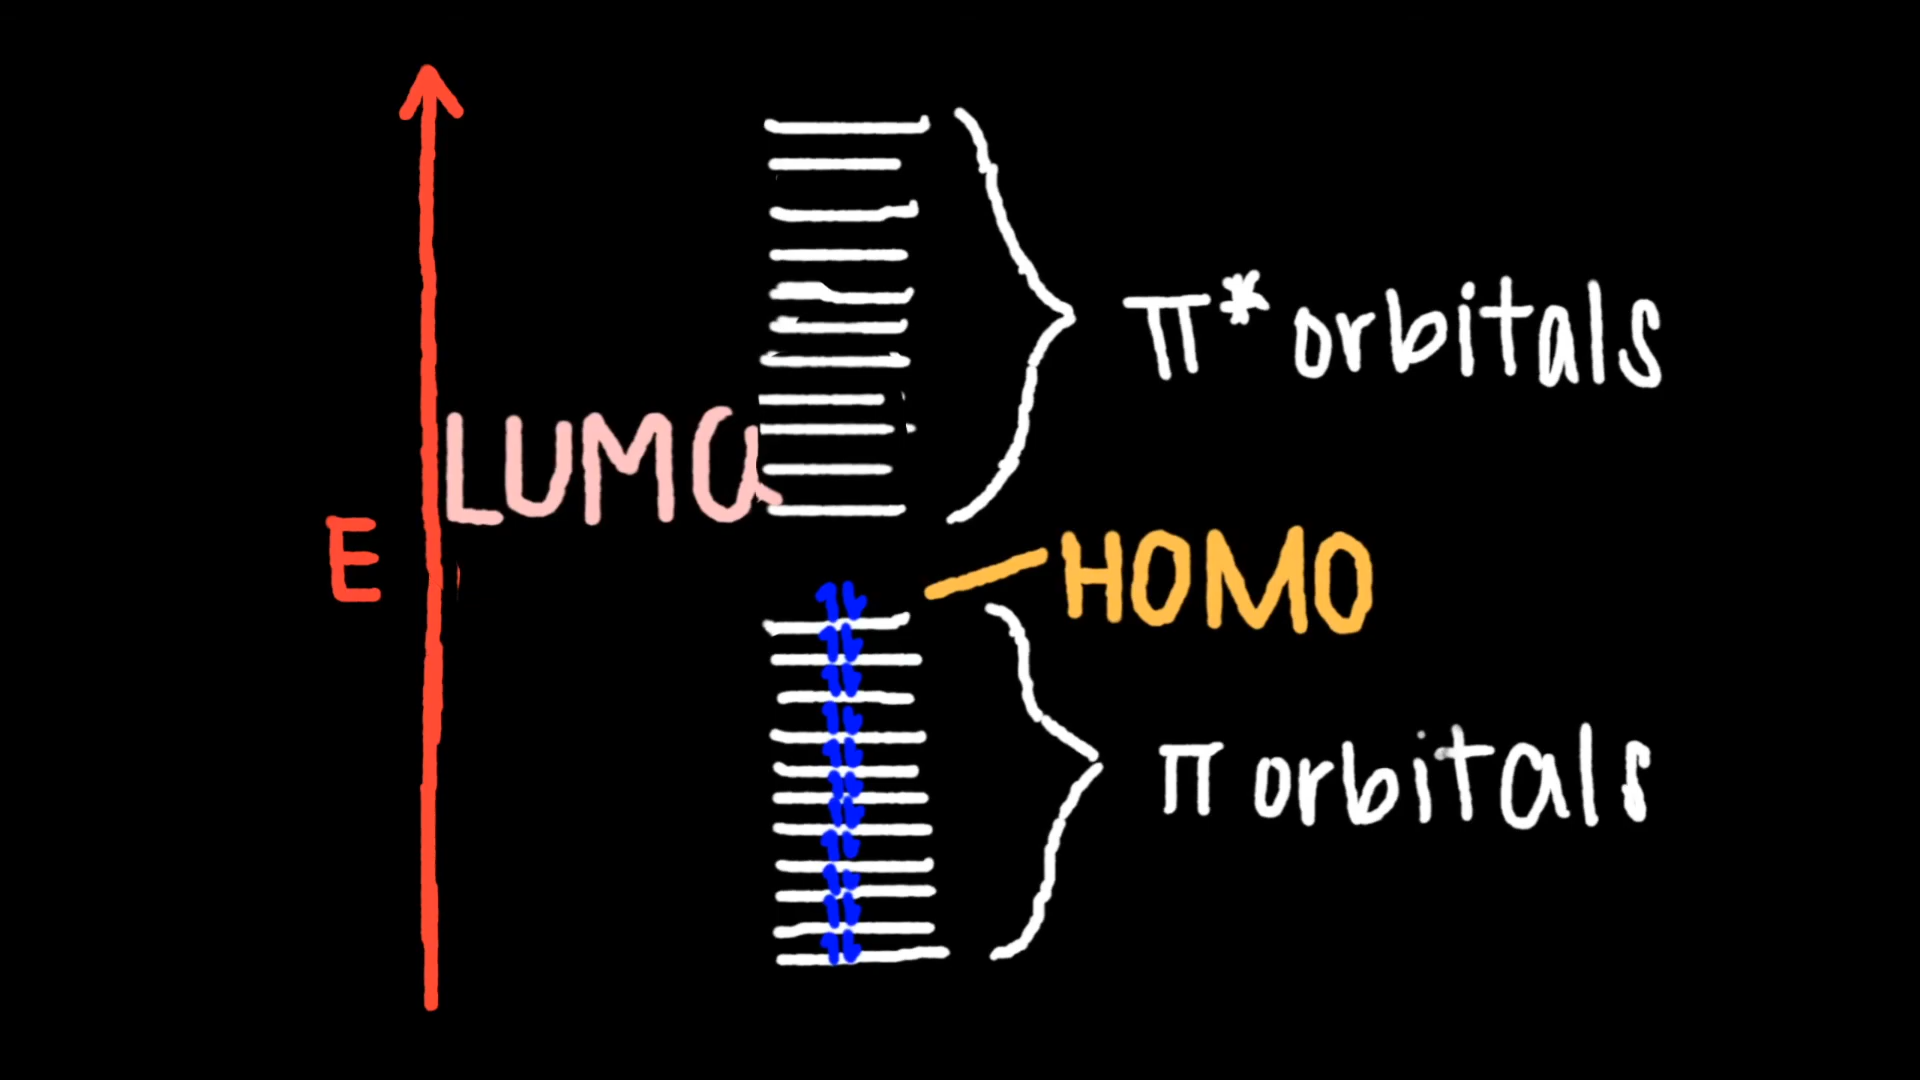 π* orbitals
LUMO
E
HOMO
π orbitals